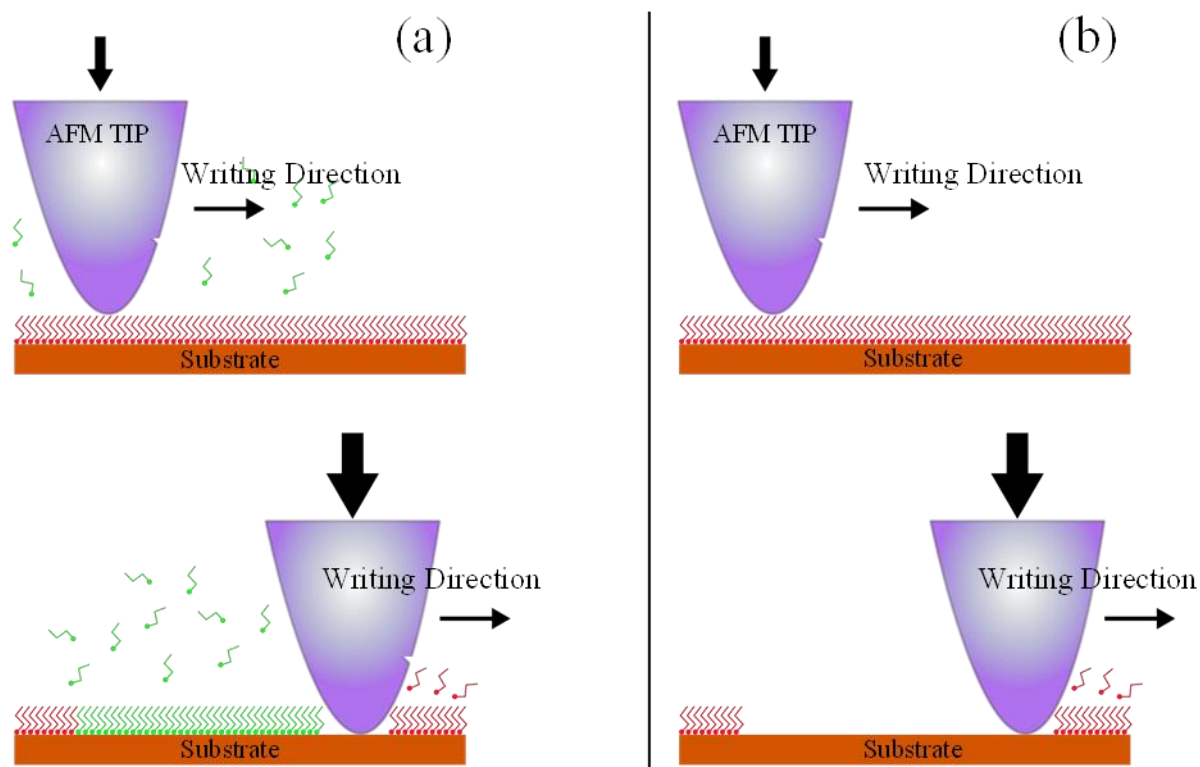 (a)
AFM TIP
Writing Direction
Substrate
Writing Direction
Substrate
(b)
AFM TIP
Writing Direction
Substrate
Writing Direction
Substrate